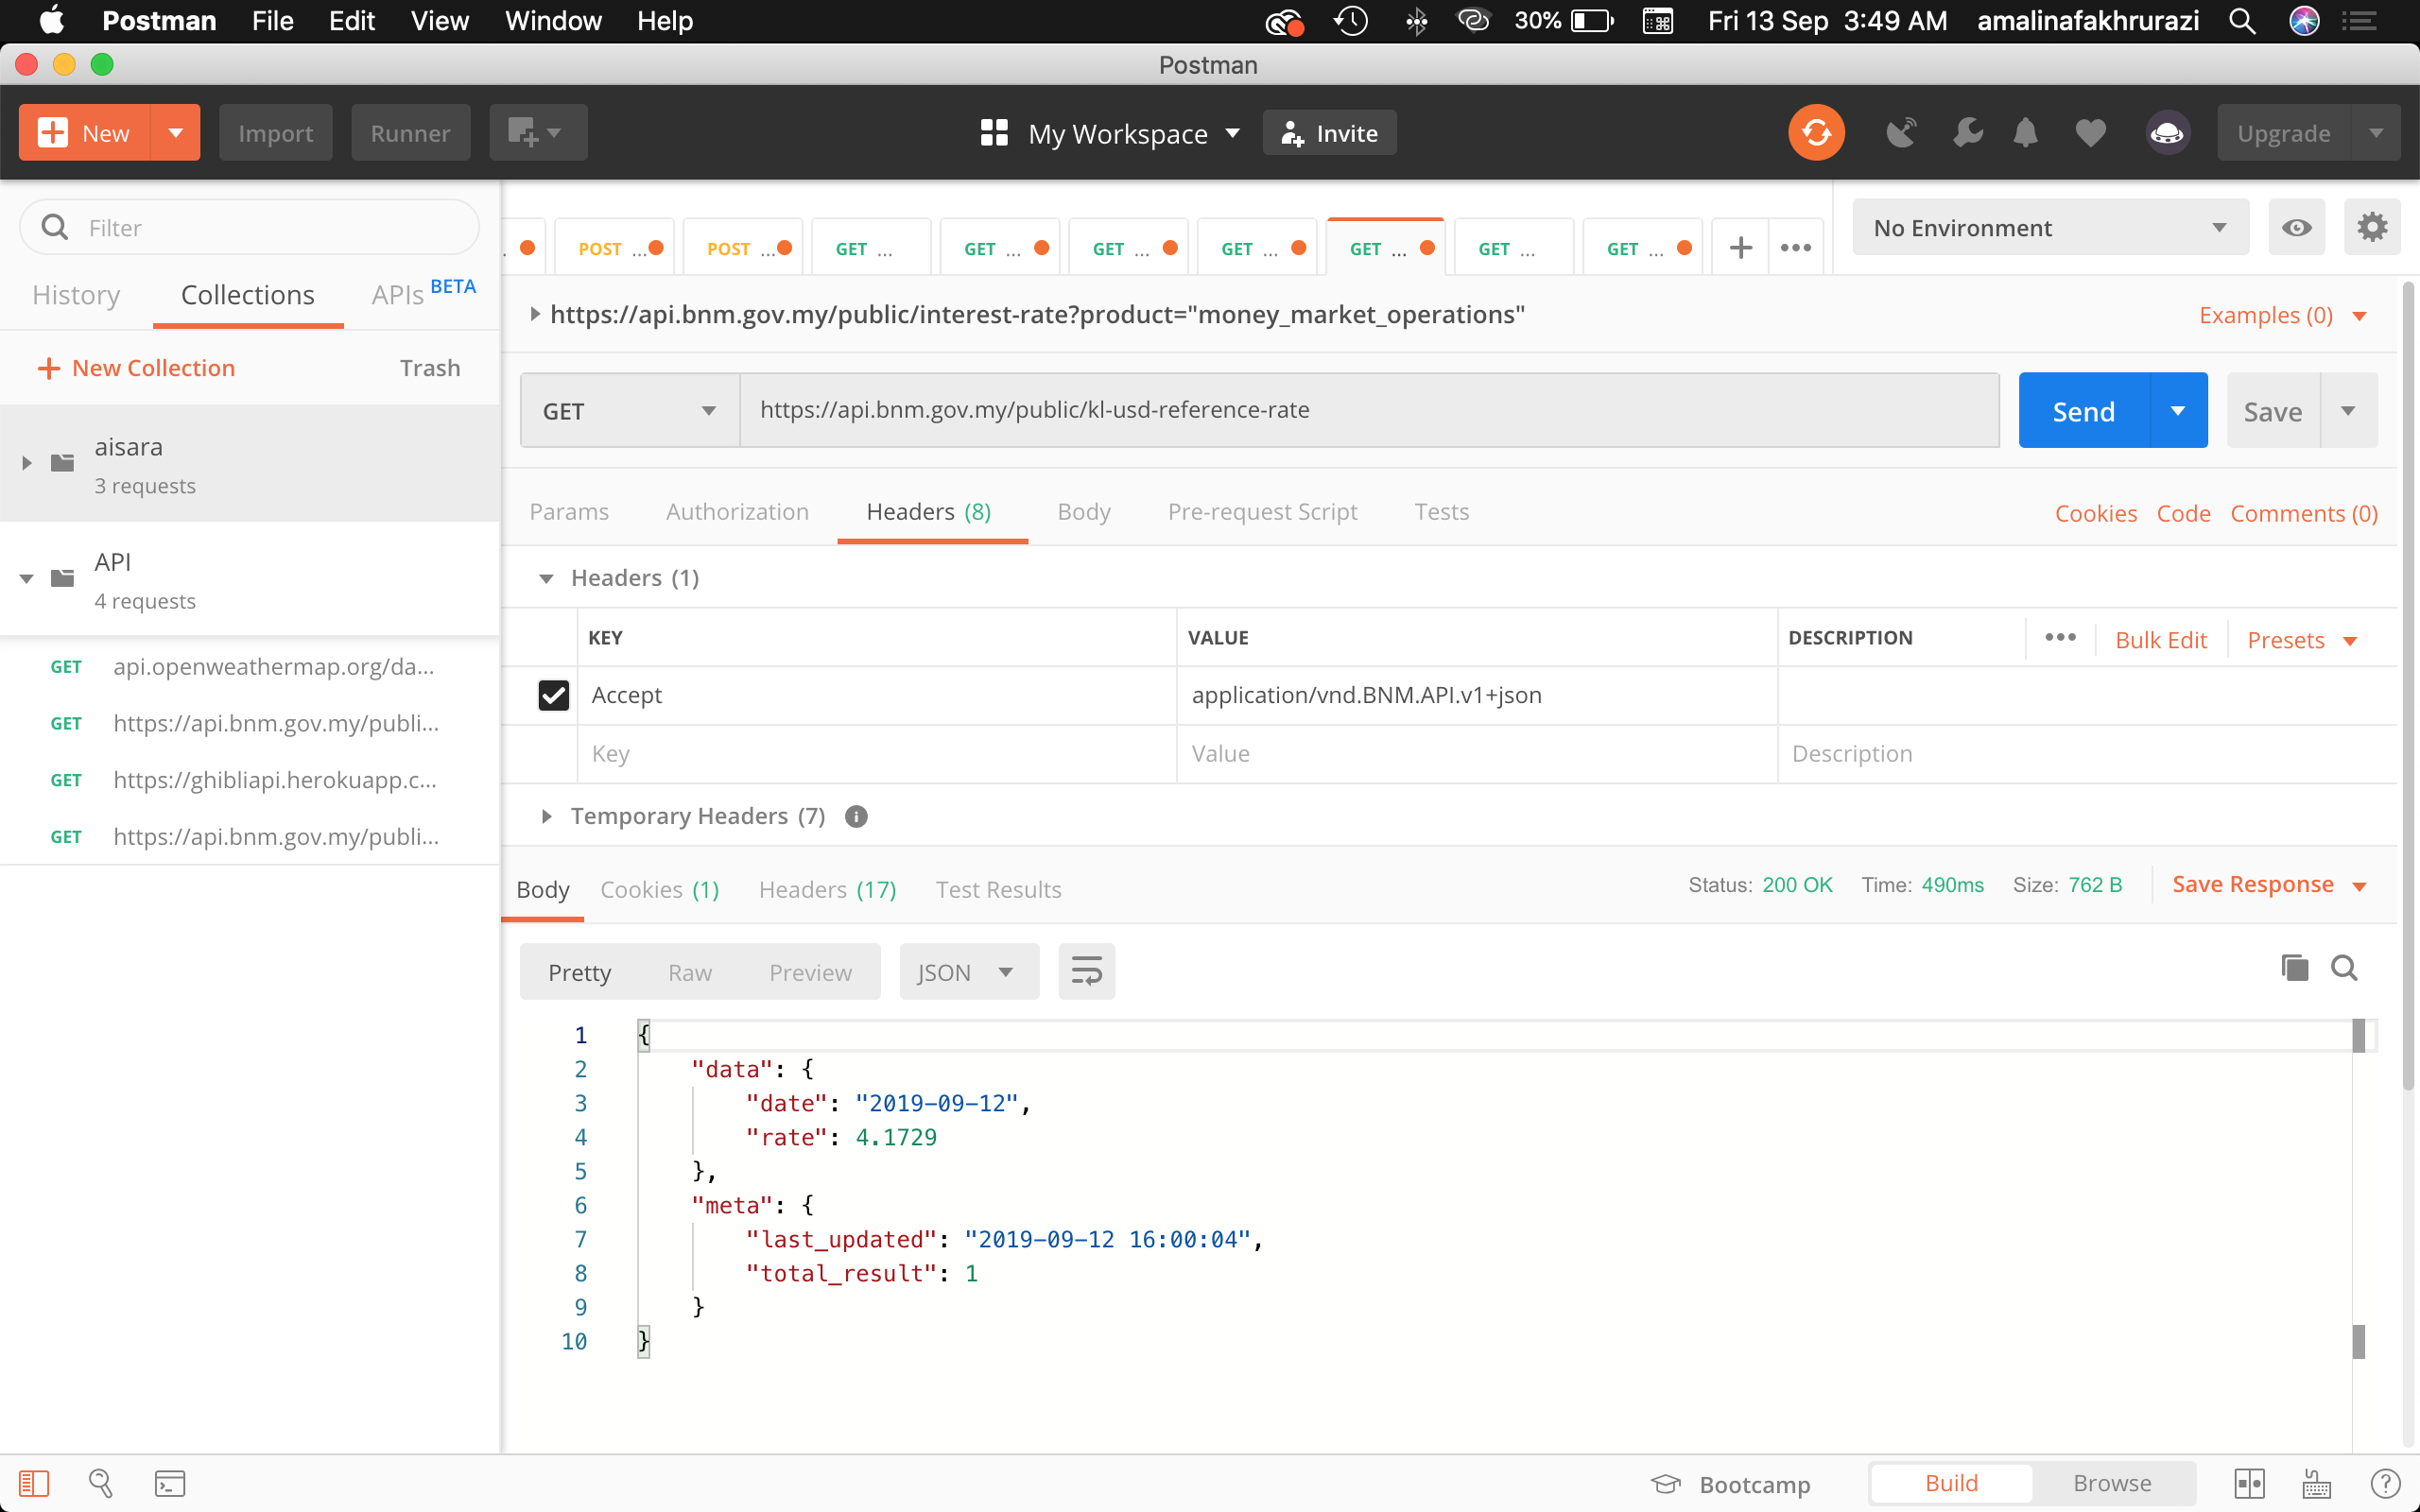 Postman File Edit View Window Help 30% Fri 13 Sep 3:49 AM amalinafakhrurazi
Postman
New Import Runner My Workspace Invite Upgrade
Filter
. POST ... POST ... GET ... GET ... GET ... GET ... GET ... GET ... GET ... No Environment
History Collections APIs BETA
https://api.bnm.gov.my/public/interest-rate?product="money_market_operations" Examples (0)
+ New Collection Trash
GET https://api.bnm.gov.my/public/kl-usd-reference-rate Send Save
aisara
3 requests
Params Authorization Headers (8) Body Pre-request Script Tests Cookies Code Comments (0)
API
4 requests
Headers (1)
KEY VALUE DESCRIPTION ••• Bulk Edit Presets
GET api.openweathermap.org/da...
Accept application/vnd.BNM.API.v1+json
GET https://api.bnm.gov.my/publi...
Key Value Description
GET https://ghibliapi.herokuapp.c...
Temporary Headers (7)
GET https://api.bnm.gov.my/publi...
Body Cookies (1) Headers (17) Test Results Status: 200 OK Time: 490ms Size: 762 B Save Response
Pretty Raw Preview JSON
1 {
2 "data": {
3 "date": "2019-09-12",
4 "rate": 4.1729
5 },
6 "meta": {
7 "last_updated": "2019-09-12 16:00:04",
8 "total_result": 1
9 }
10 }
Bootcamp Build Browse